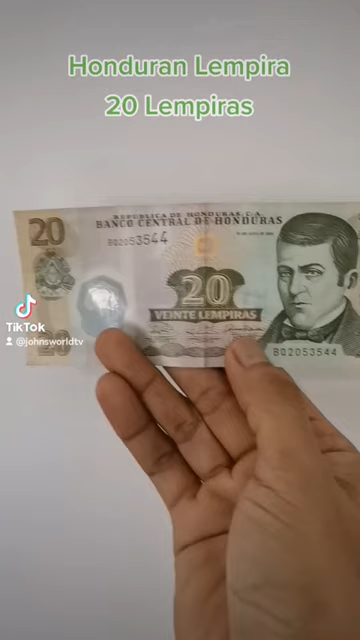 Honduran Lempira
20 Lempiras
REPUBLICA DE HONDURAS, C.A.
BANCO CENTRAL DE HONDURAS
20
BQ2053544
20
VEINTE LEMPIRAS
TikTok
@johnsworldtv
20
BQ2053544